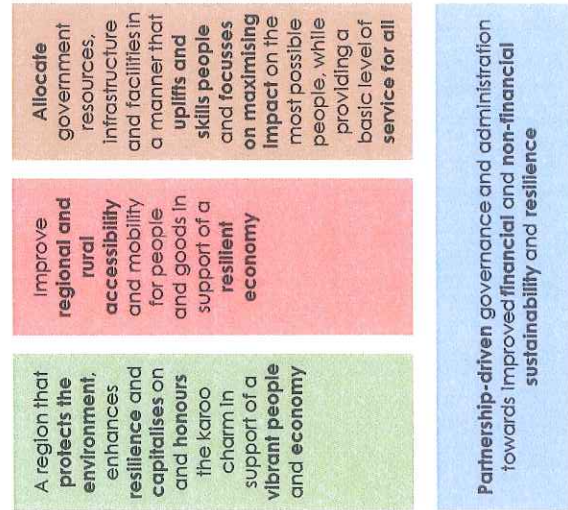 A region that
protects the
environment,
enhances
resilience and
capitalises on
and honours
the karoo
charm in
support of a
vibrant people
and economy
Improve
regional and
rural
accessibility
and mobility
for people
and goods in
support of a
resilient
economy
Allocate
government
resources,
infrastructure
and facilities in
a manner that
uplifts and
skills people
and focusses
on maximising
impact on the
most possible
people, while
providing a
basic level of
service for all
Partnership-driven governance and administration
towards improved financial and non-financial
sustainability and resilience